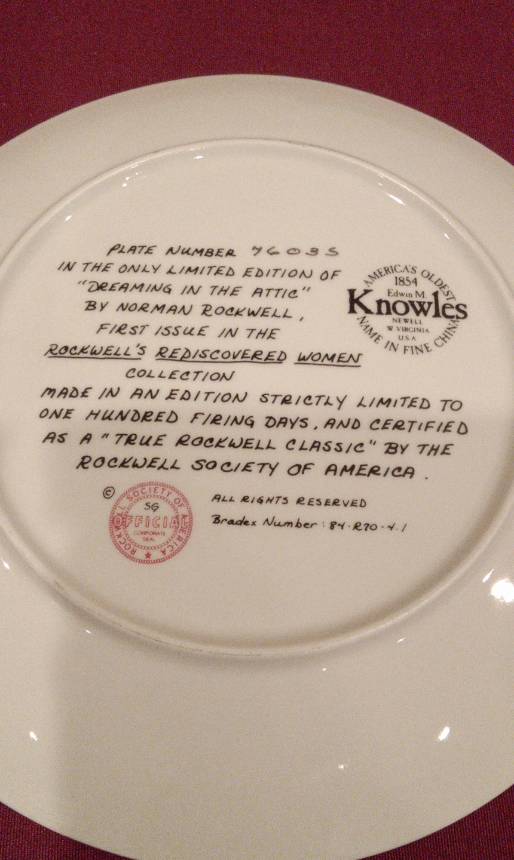 PLATE NUMBER 76035
IN THE ONLY LIMITED EDITION OF
"DREAMING IN THE ATTIC"
BY NORMAN ROCKWELL,
FIRST ISSUE IN THE
ROCKWELL'S REDISCOVERED WOMEN
COLLECTION
MADE IN AN EDITION STRICTLY LIMITED TO
ONE HUNDRED FIRING DAYS, AND CERTIFIED
AS A "TRUE ROCKWELL CLASSIC" BY THE
ROCKWELL SOCIETY OF AMERICA.
AMERICA'S OLDEST
1854
Edwin M.
Knowles
NEWELL
W VIRGINIA
U.S.A
NAME IN FINE CHINA
©
ROCKWELL SOCIETY OF AMERICA
SG
OFFICIAL
CORPORATE
SEAL
ALL RIGHTS RESERVED
Bradex Number: 84-R70-4.1